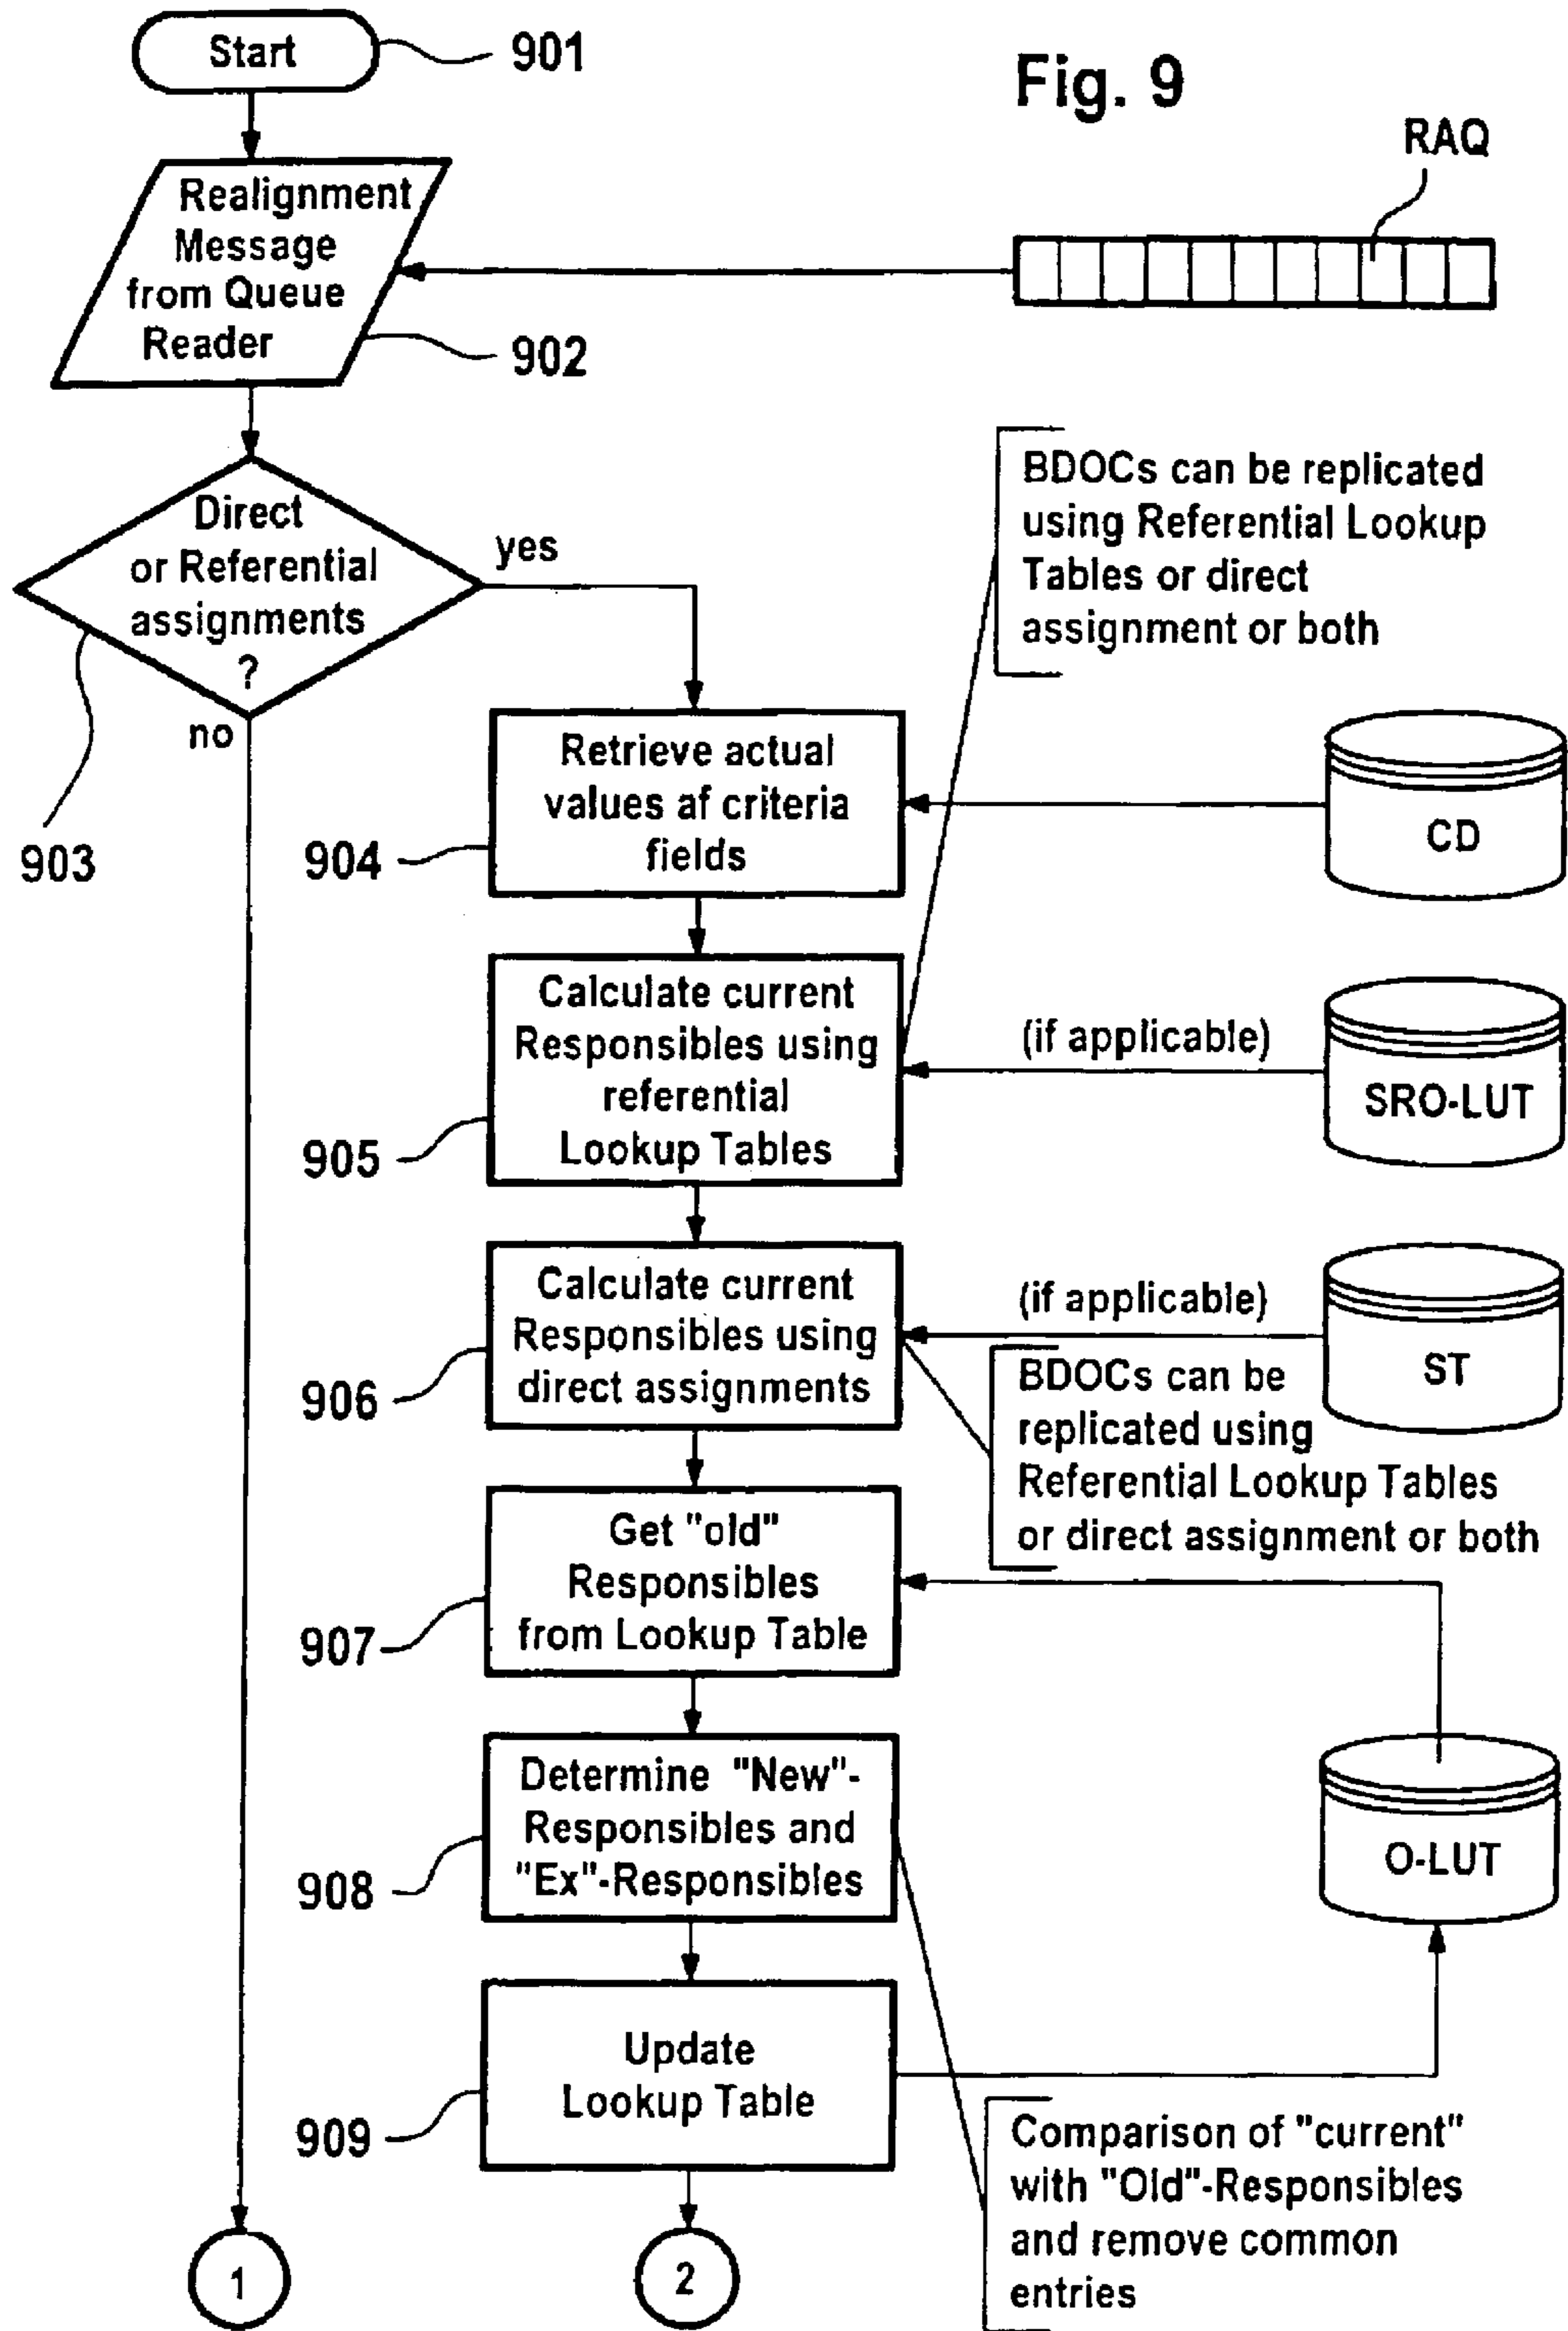 Start
901
Fig. 9
RAQ
Realignment
Message
from Queue
Reader
902
Direct
or Referential
assignments
?
yes
no
903
BDOCs can be replicated
using Referential Lookup
Tables or direct
assignment or both
Retrieve actual
values af criteria
fields
904
CD
Calculate current
Responsibles using
referential
Lookup Tables
905
(if applicable)
SRO-LUT
Calculate current
Responsibles using
direct assignments
906
(if applicable)
ST
BDOCs can be
replicated using
Referential Lookup Tables
or direct assignment or both
Get "old"
Responsibles
from Lookup Table
907
Determine "New"-
Responsibles and
"Ex"-Responsibles
908
O-LUT
Update
Lookup Table
909
Comparison of "current"
with "Old"-Responsibles
and remove common
entries
1
2